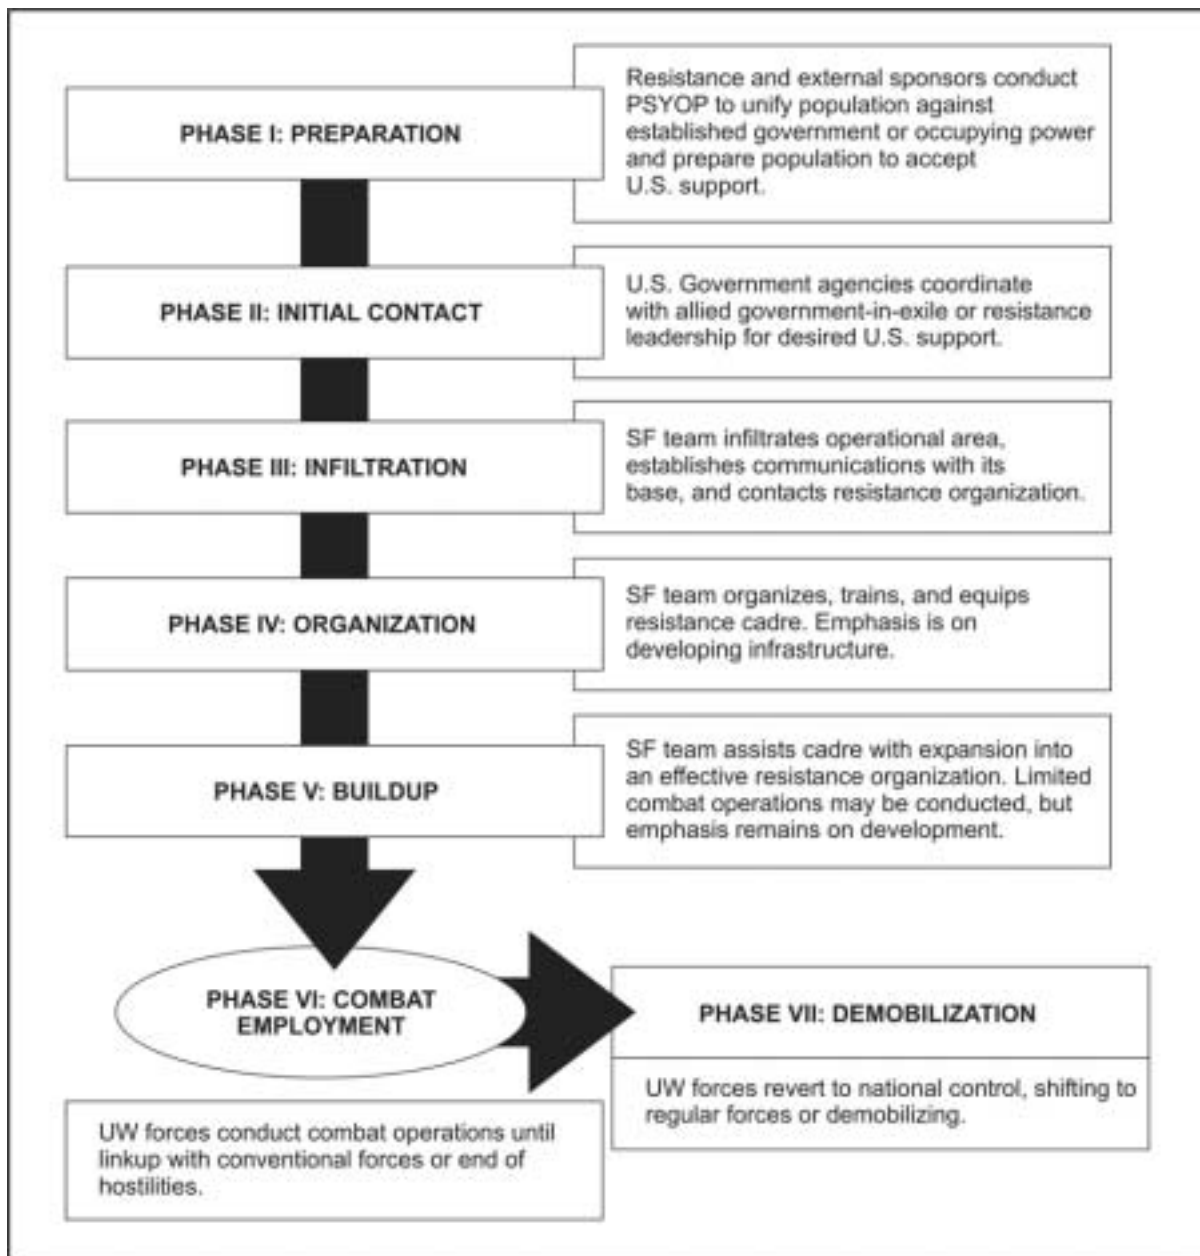 PHASE I: PREPARATION
Resistance and external sponsors conduct
PSYOP to unify population against
established government or occupying power
and prepare population to accept
U.S. support.
PHASE II: INITIAL CONTACT
U.S. Government agencies coordinate
with allied government-in-exile or resistance
leadership for desired U.S. support.
PHASE III: INFILTRATION
SF team infiltrates operational area,
establishes communications with its
base, and contacts resistance organization.
PHASE IV: ORGANIZATION
SF team organizes, trains, and equips
resistance cadre. Emphasis is on
developing infrastructure.
PHASE V: BUILDUP
SF team assists cadre with expansion into
an effective resistance organization. Limited
combat operations may be conducted, but
emphasis remains on development.
PHASE VI: COMBAT
EMPLOYMENT
UW forces conduct combat operations until
linkup with conventional forces or end of
hostilities.
PHASE VII: DEMOBILIZATION
UW forces revert to national control, shifting to
regular forces or demobilizing.